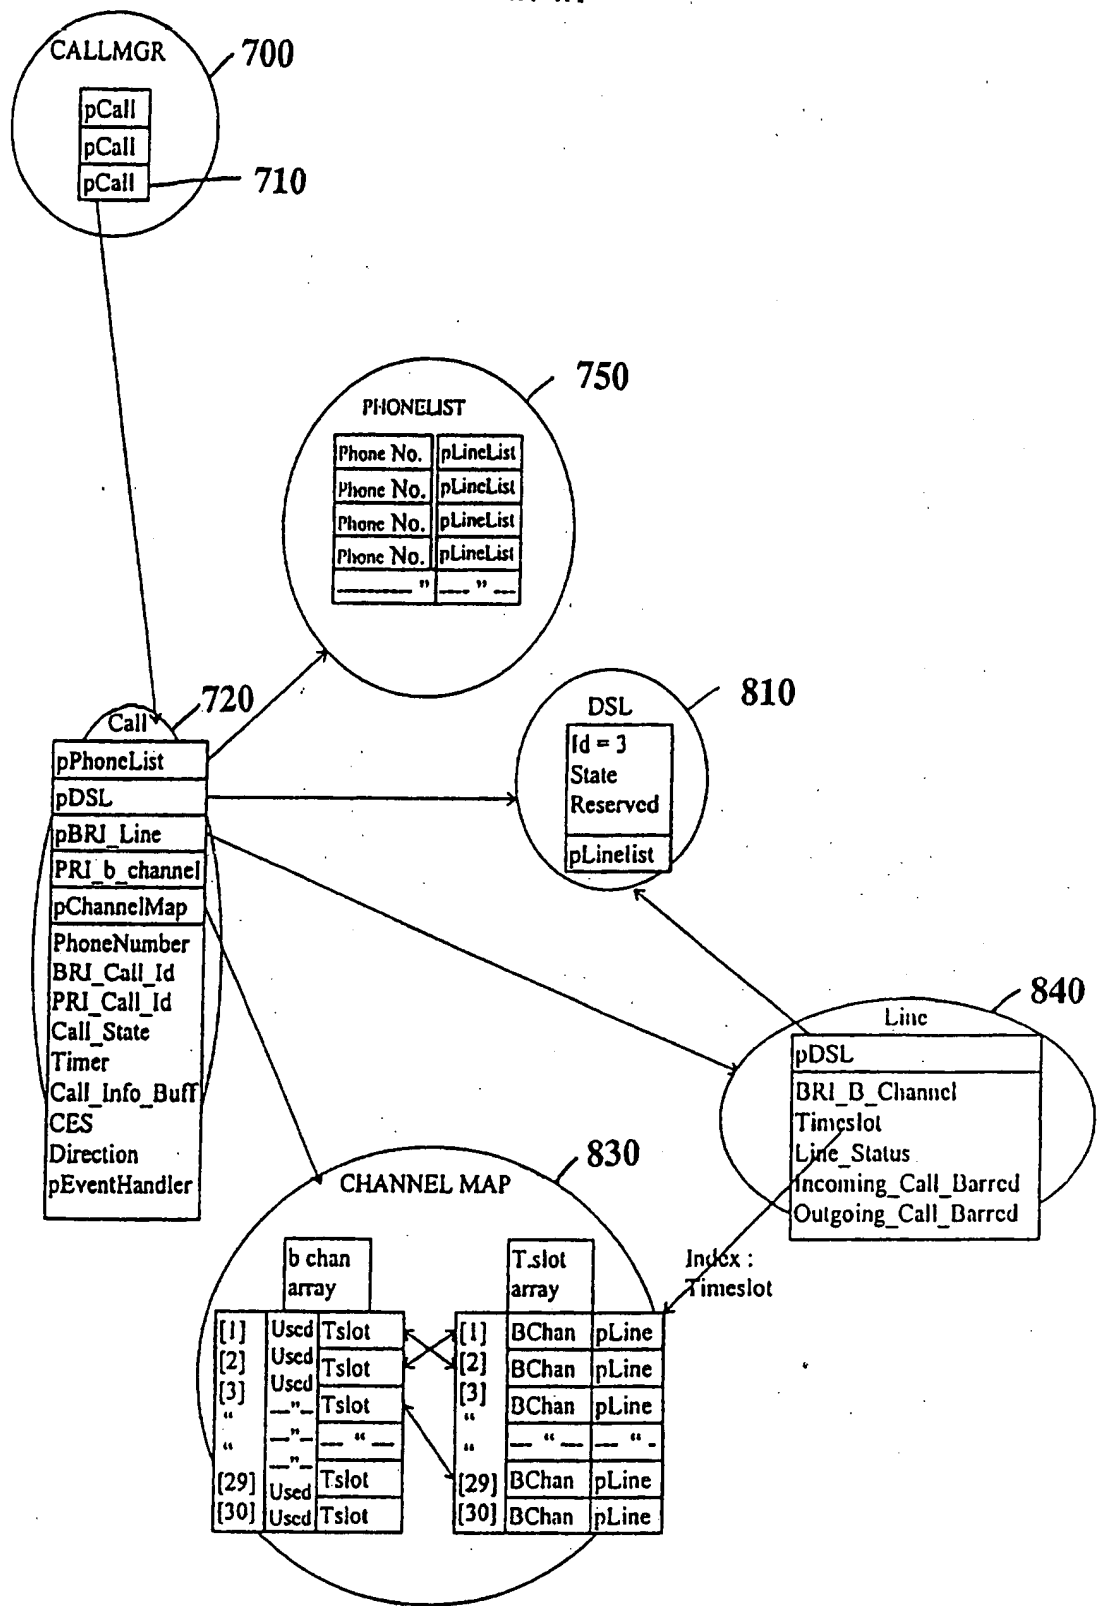 CALLMGR
700
pCall
pCall
pCall
710
750
PHONELIST
Phone No. pLineList
Phone No. pLineList
Phone No. pLineList
Phone No. pLineList
" "
720
Call
pPhoneList
pDSL
pBRI_Line
PRI_b_channel
pChannelMap
PhoneNumber
BRI_Call_Id
PRI_Call_Id
Call_State
Timer
Call_Info_Buff
CES
Direction
pEventHandler
810
DSL
Id = 3
State
Reserved
pLinelist
840
Line
pDSL
BRI_B_Channel
Timeslot
Line_Status
Incoming_Call_Barred
Outgoing_Call_Barred
830
CHANNEL MAP
b chan
array
T.slot
array
Index :
Timeslot
[1] Used Tslot [1] BChan pLine
[2] Used Tslot [2] BChan pLine
[3] Used Tslot [3] BChan pLine
“ —”— — “ — “ — “ — — “ -
“ —”— “
—”—
[29] Used Tslot [29] BChan pLine
[30] Used Tslot [30] BChan pLine